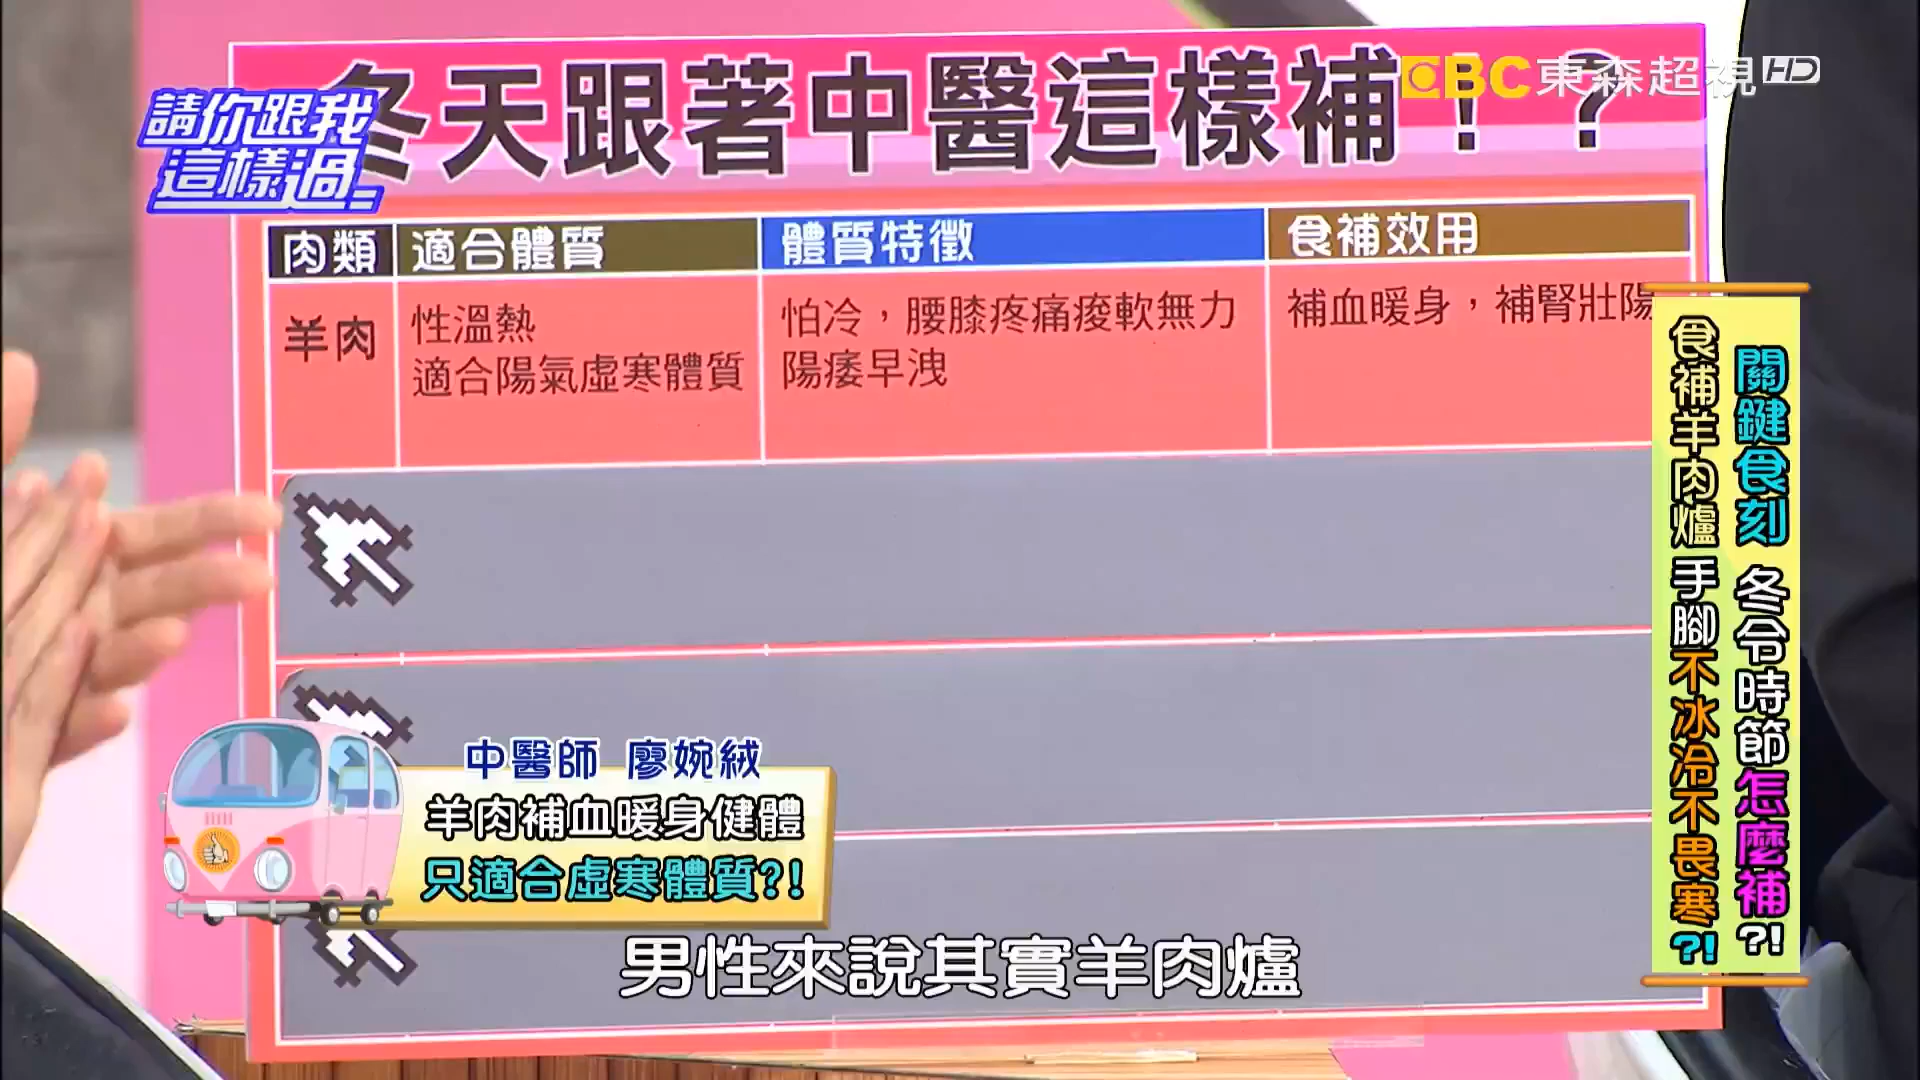 冬天跟著中醫這樣補！？
EBC東森超視HD
請你跟我
這樣過
肉類
適合體質
體質特徵
食補效用
羊肉
性溫熱
適合陽氣虛寒體質
怕冷，腰膝疼痛痠軟無力
陽痿早洩
補血暖身，補腎壯陽
關鍵食刻 冬令時節怎麼補?!
食補羊肉爐 手腳不冰冷不畏寒?!
中醫師 廖婉絨
羊肉補血暖身健體
只適合虛寒體質?!
男性來說其實羊肉爐